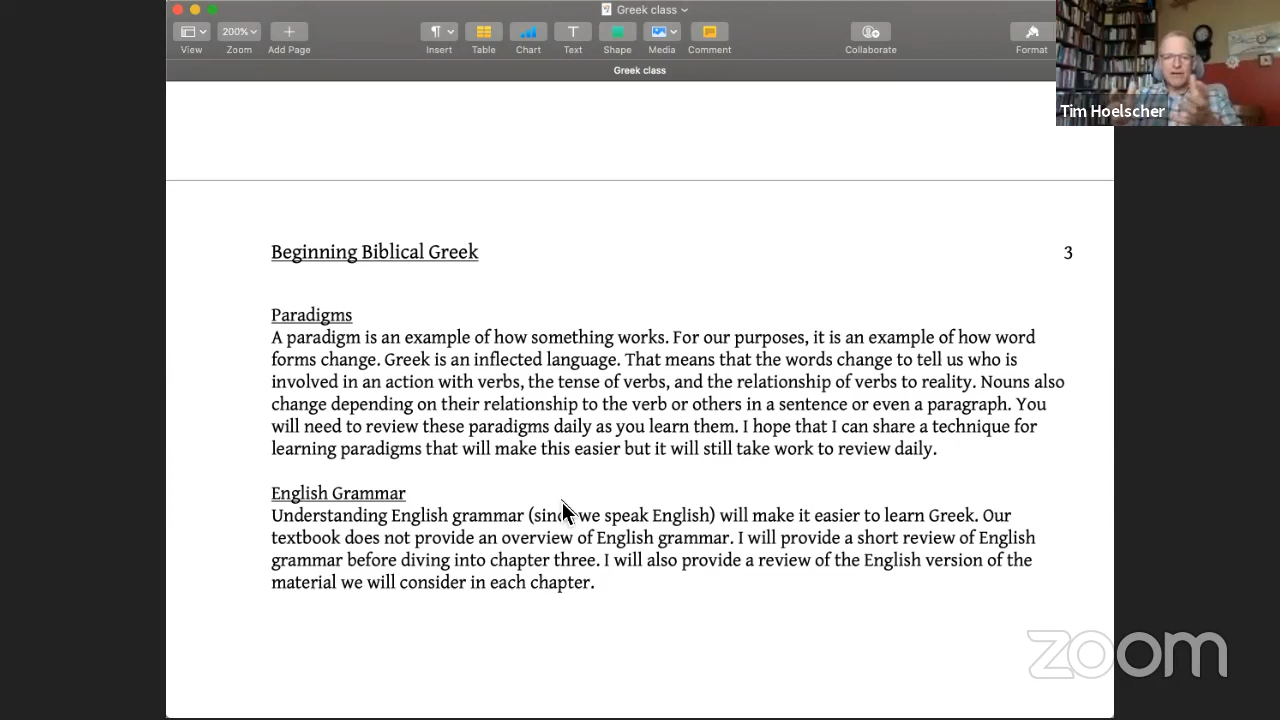 Greek class
200%
View
Zoom
Add Page
Insert
Table
Chart
Text
Shape
Media
Comment
Collaborate
Format
Greek class
Tim Hoelscher
Beginning Biblical Greek 3
Paradigms
A paradigm is an example of how something works. For our purposes, it is an example of how word
forms change. Greek is an inflected language. That means that the words change to tell us who is
involved in an action with verbs, the tense of verbs, and the relationship of verbs to reality. Nouns also
change depending on their relationship to the verb or others in a sentence or even a paragraph. You
will need to review these paradigms daily as you learn them. I hope that I can share a technique for
learning paradigms that will make this easier but it will still take work to review daily.
English Grammar
Understanding English grammar (since we speak English) will make it easier to learn Greek. Our
textbook does not provide an overview of English grammar. I will provide a short review of English
grammar before diving into chapter three. I will also provide a review of the English version of the
material we will consider in each chapter.
zoom